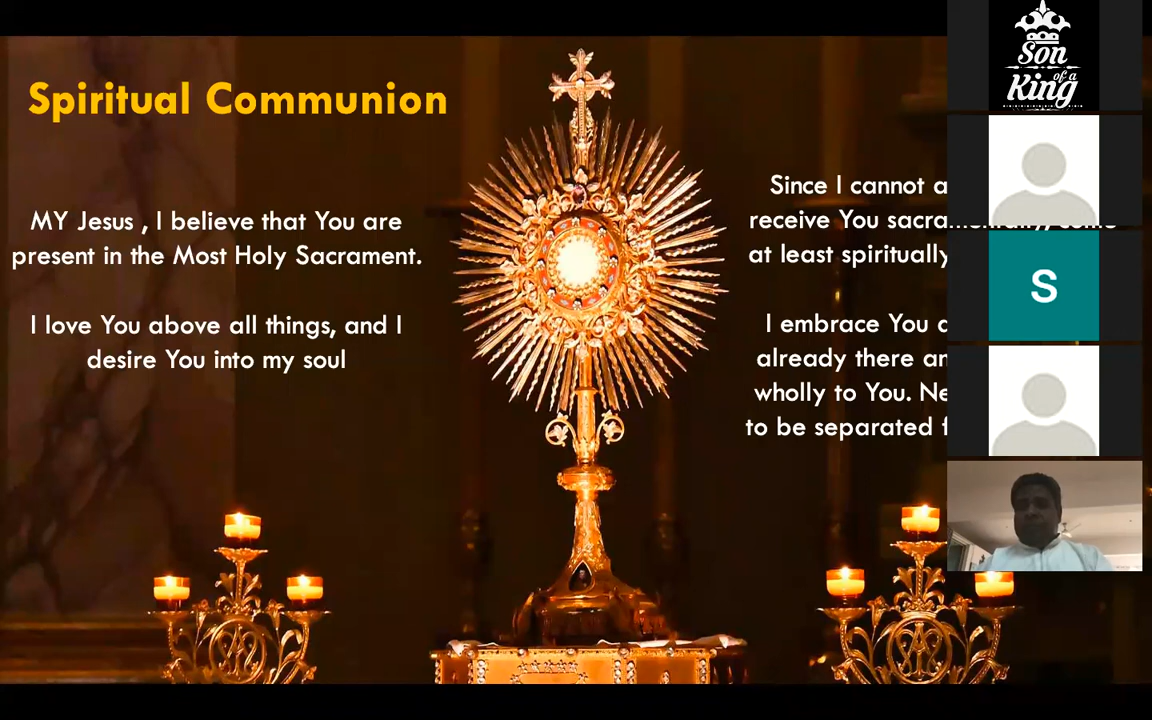 Spiritual Communion
MY Jesus , I believe that You are
present in the Most Holy Sacrament.
I love You above all things, and I
desire You into my soul
Since I cannot
receive You
at least spiritually
I embrace You
already there
wholly to You.
to be separated
Son
of a
King
S